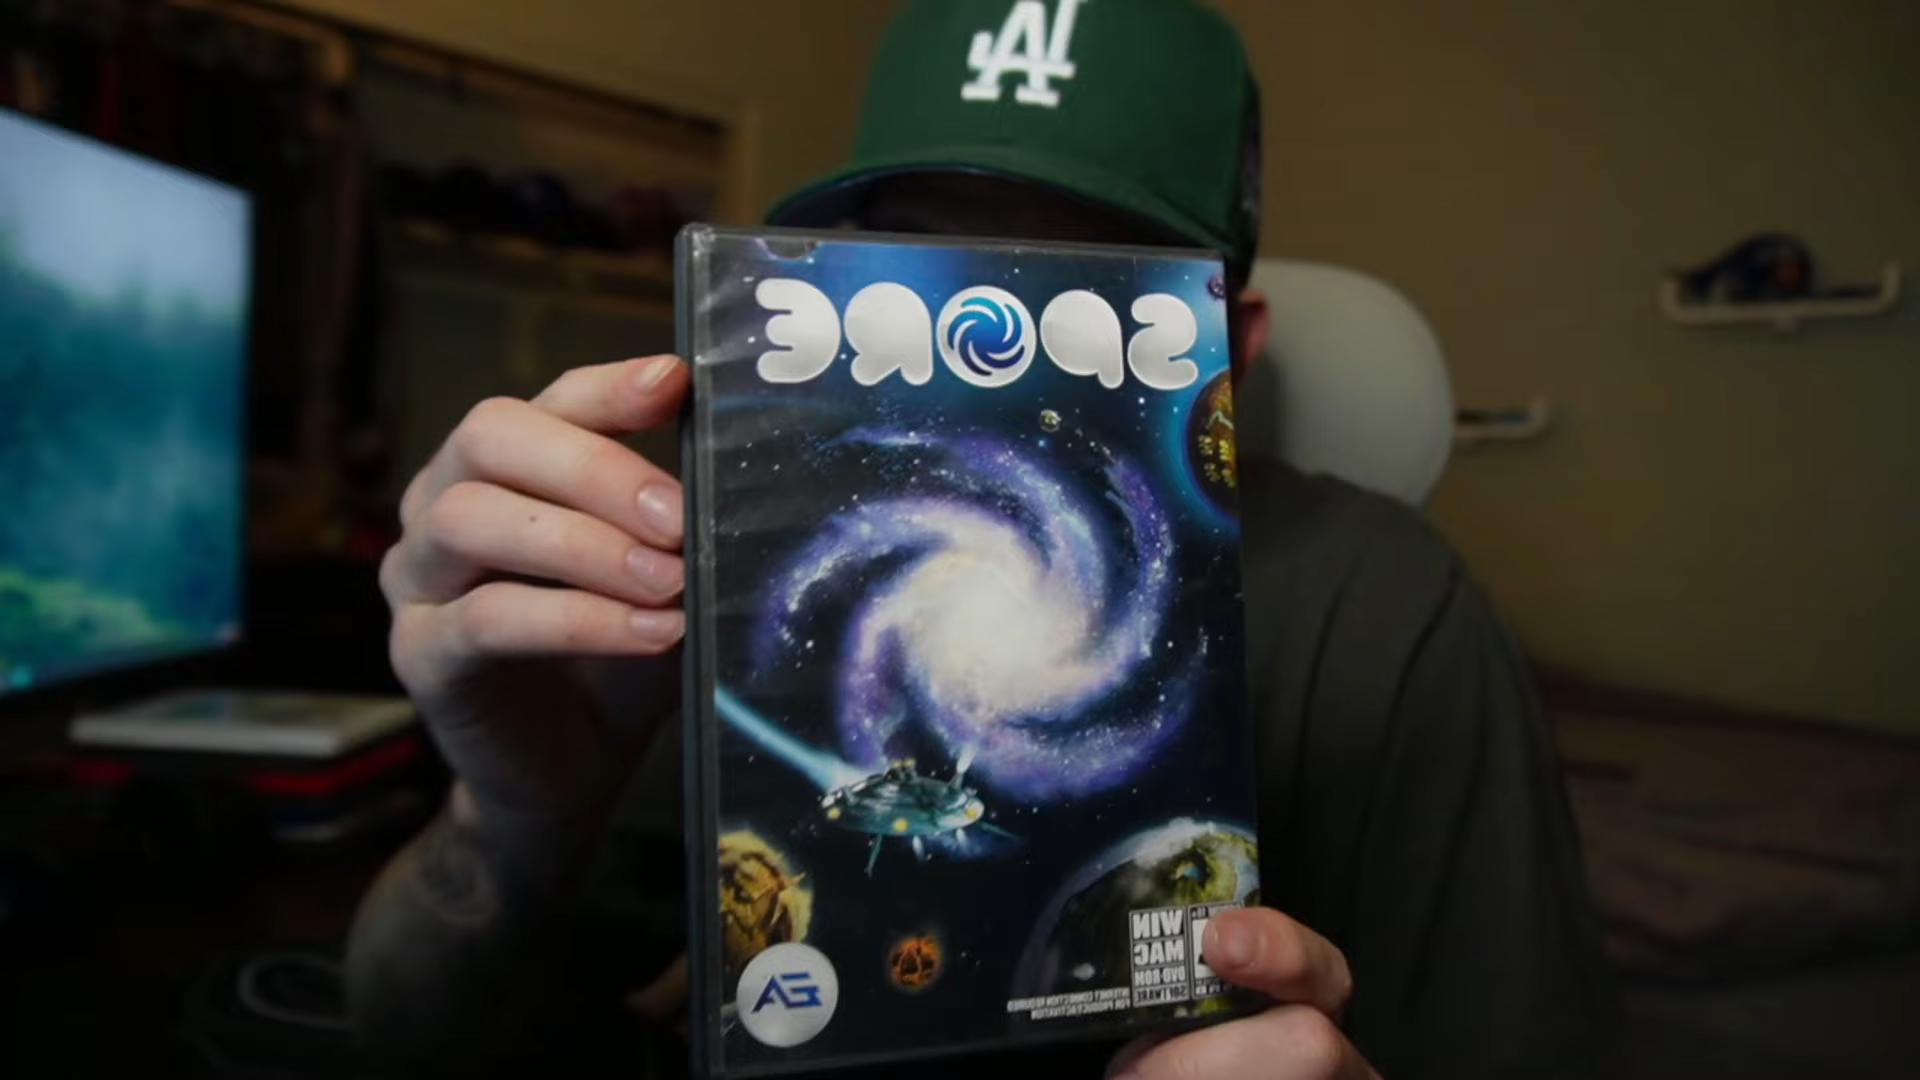 LA
SPORE
WIN
MAC
DVD-ROM
SOFTWARE
INTERNET CONNECTION REQUIRED
FOR PRODUCT ACTIVATION
EA